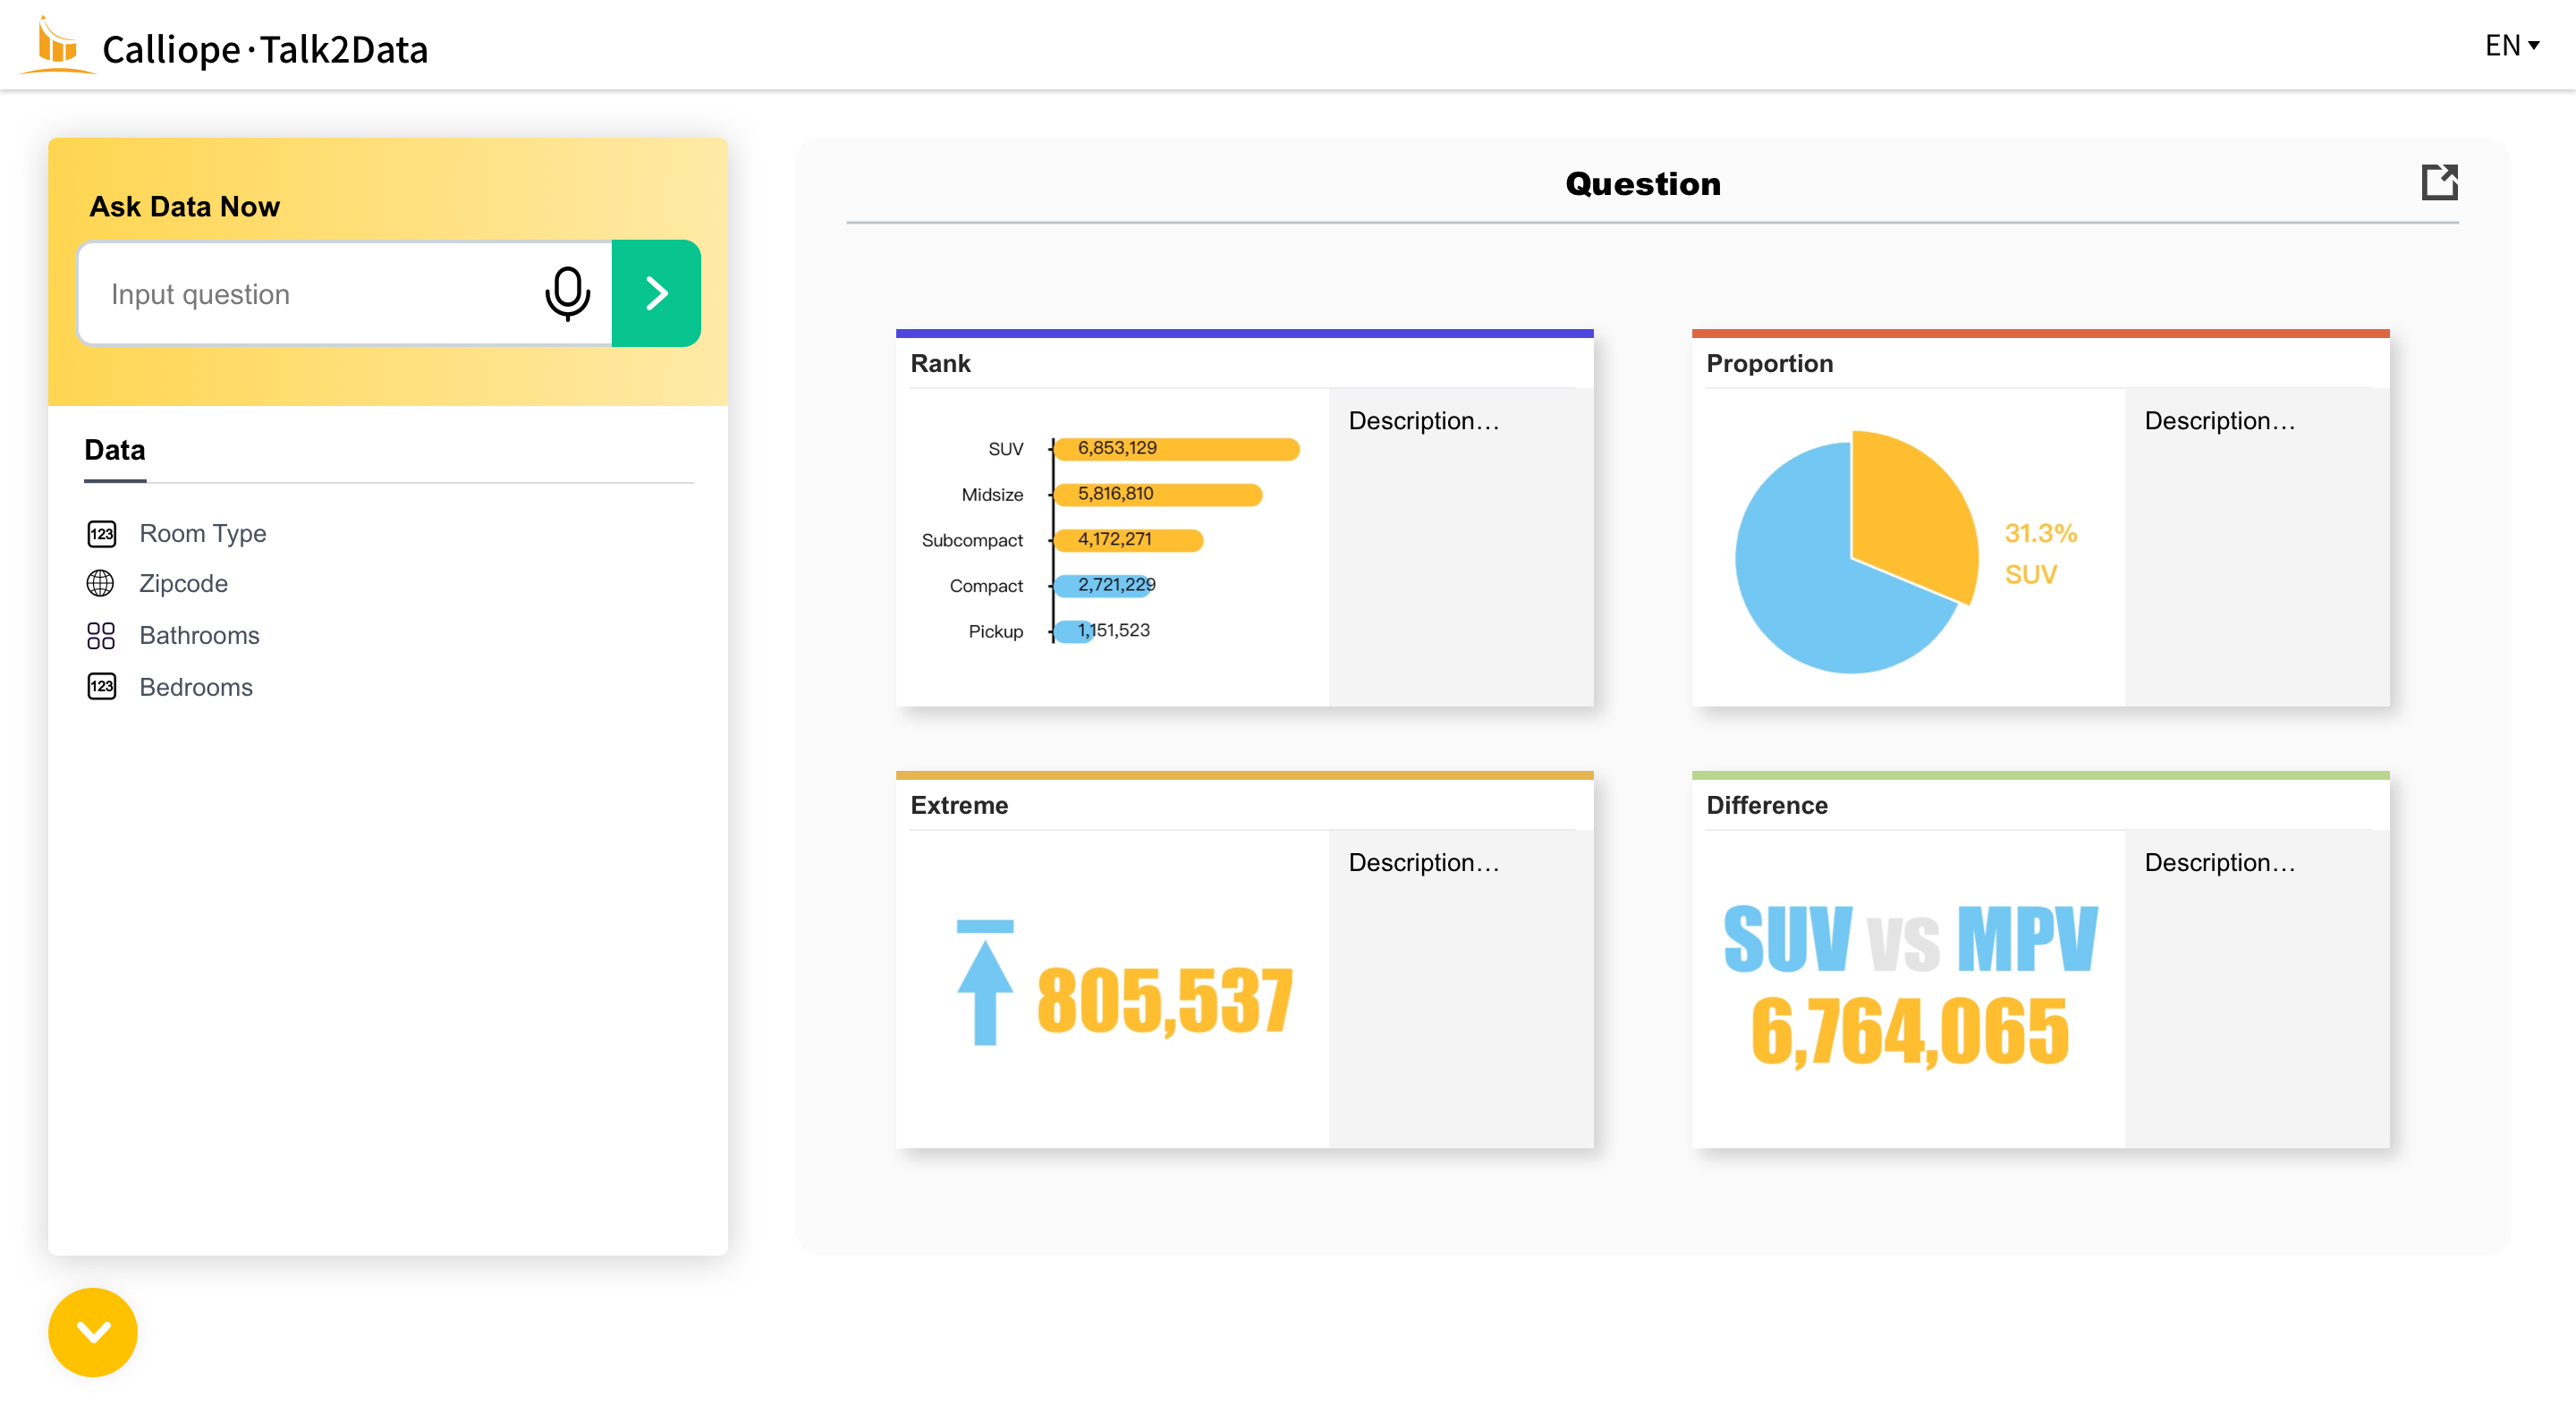 Calliope·Talk2Data
EN
Ask Data Now
Input question
Data
123 Room Type
Zipcode
Bathrooms
123 Bedrooms
Question
Rank
SUV 6,853,129
Midsize 5,816,810
Subcompact 4,172,271
Compact 2,721,229
Pickup 1,151,523
Description...
Proportion
31.3%
SUV
Description...
Extreme
805,537
Description...
Difference
SUV VS MPV
6,764,065
Description...